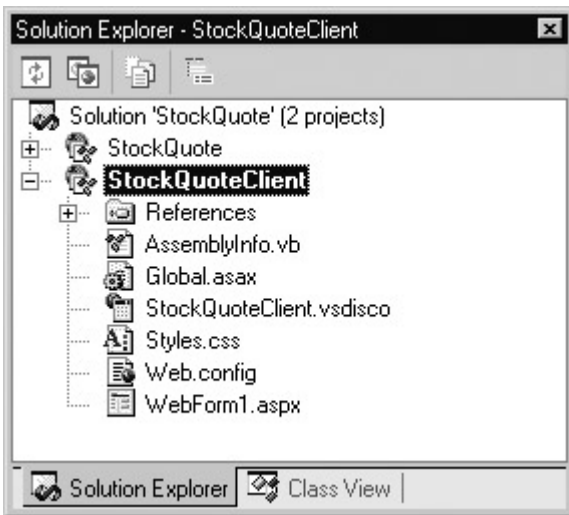 Solution Explorer - StockQuoteClient
Solution 'StockQuote' (2 projects)
StockQuote
StockQuoteClient
References
AssemblyInfo.vb
Global.asax
StockQuoteClient.vsdisco
Styles.css
Web.config
WebForm1.aspx
Solution Explorer Class View